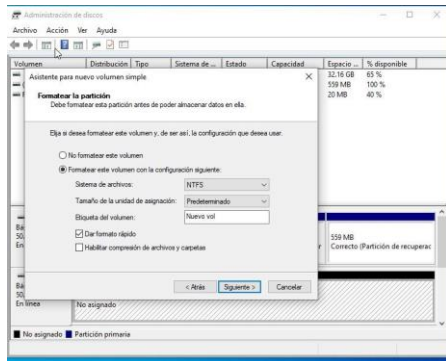 Administración de discos
Archivo Acción Ver Ayuda
Volumen Distribución Tipo Sistema de ... Estado Capacidad Espacio ... % disponible
32.16 GB 65 %
559 MB 100 %
20 MB 40 %
Asistente para nuevo volumen simple
Formatear la partición
Debe formatear esta partición antes de poder almacenar datos en ella.
Elija si desea formatear este volumen y, de ser así, la configuración que desea usar.
No formatear este volumen
Formatear este volumen con la configuración siguiente:
Sistema de archivos: NTFS
Tamaño de la unidad de asignación: Predeterminado
Etiqueta del volumen: Nuevo vol
Dar formato rápido
Habilitar compresión de archivos y carpetas
< Atrás Siguiente > Cancelar
Bá
50,
En
559 MB
Correcto (Partición de recuperac
Bá
50,
En línea
No asignado
No asignado Partición primaria